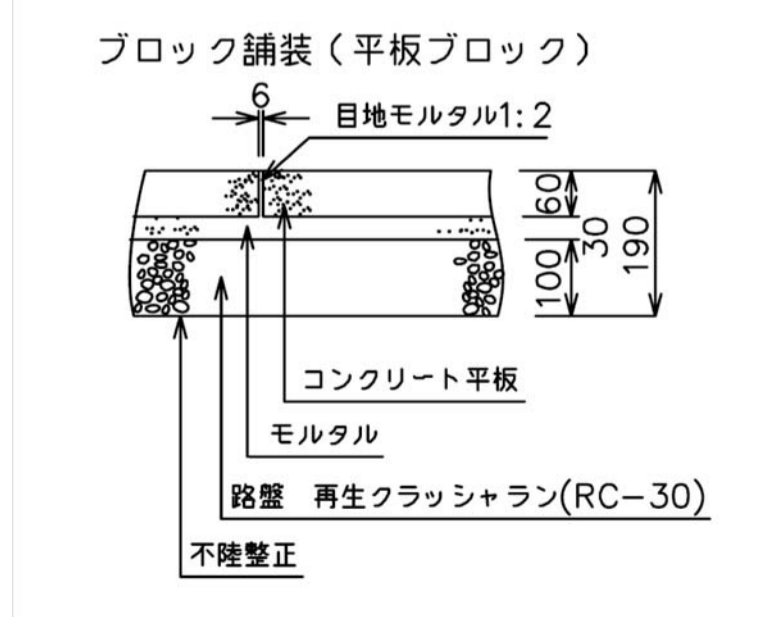 ブロック舗装(平板ブロック)
6
目地モルタル1:2
60
30
190
100
コンクリート平板
モルタル
路盤 再生クラッシャラン(RC-30)
不陸整正